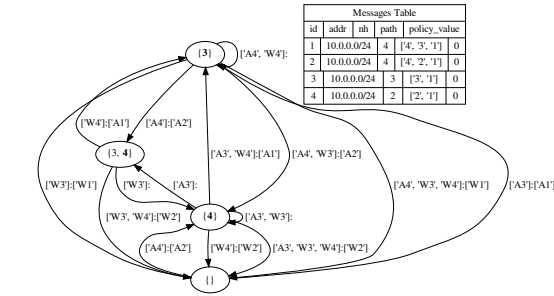 Messages Table
id addr nh path policy_value
1 10.0.0.0/24 4 ['4', '3', '1'] 0
2 10.0.0.0/24 4 ['4', '2', '1'] 0
3 10.0.0.0/24 3 ['3', '1'] 0
4 10.0.0.0/24 2 ['2', '1'] 0
{3}
['A4', 'W4']:
['W4']:['A1']
['A4']:['A2']
{3, 4}
['A3', 'W4']:['A1']
['A4', 'W3']:['A2']
['W3']:['W1']
['W3']:
['A3']:
['A4', 'W3', 'W4']:['W1']
['A3']:['A1']
['W3', 'W4']:['W2']
{4}
['A3', 'W3']:
['A4']:['A2']
['W4']:['W2']
['A3', 'W3', 'W4']:['W2']
{}